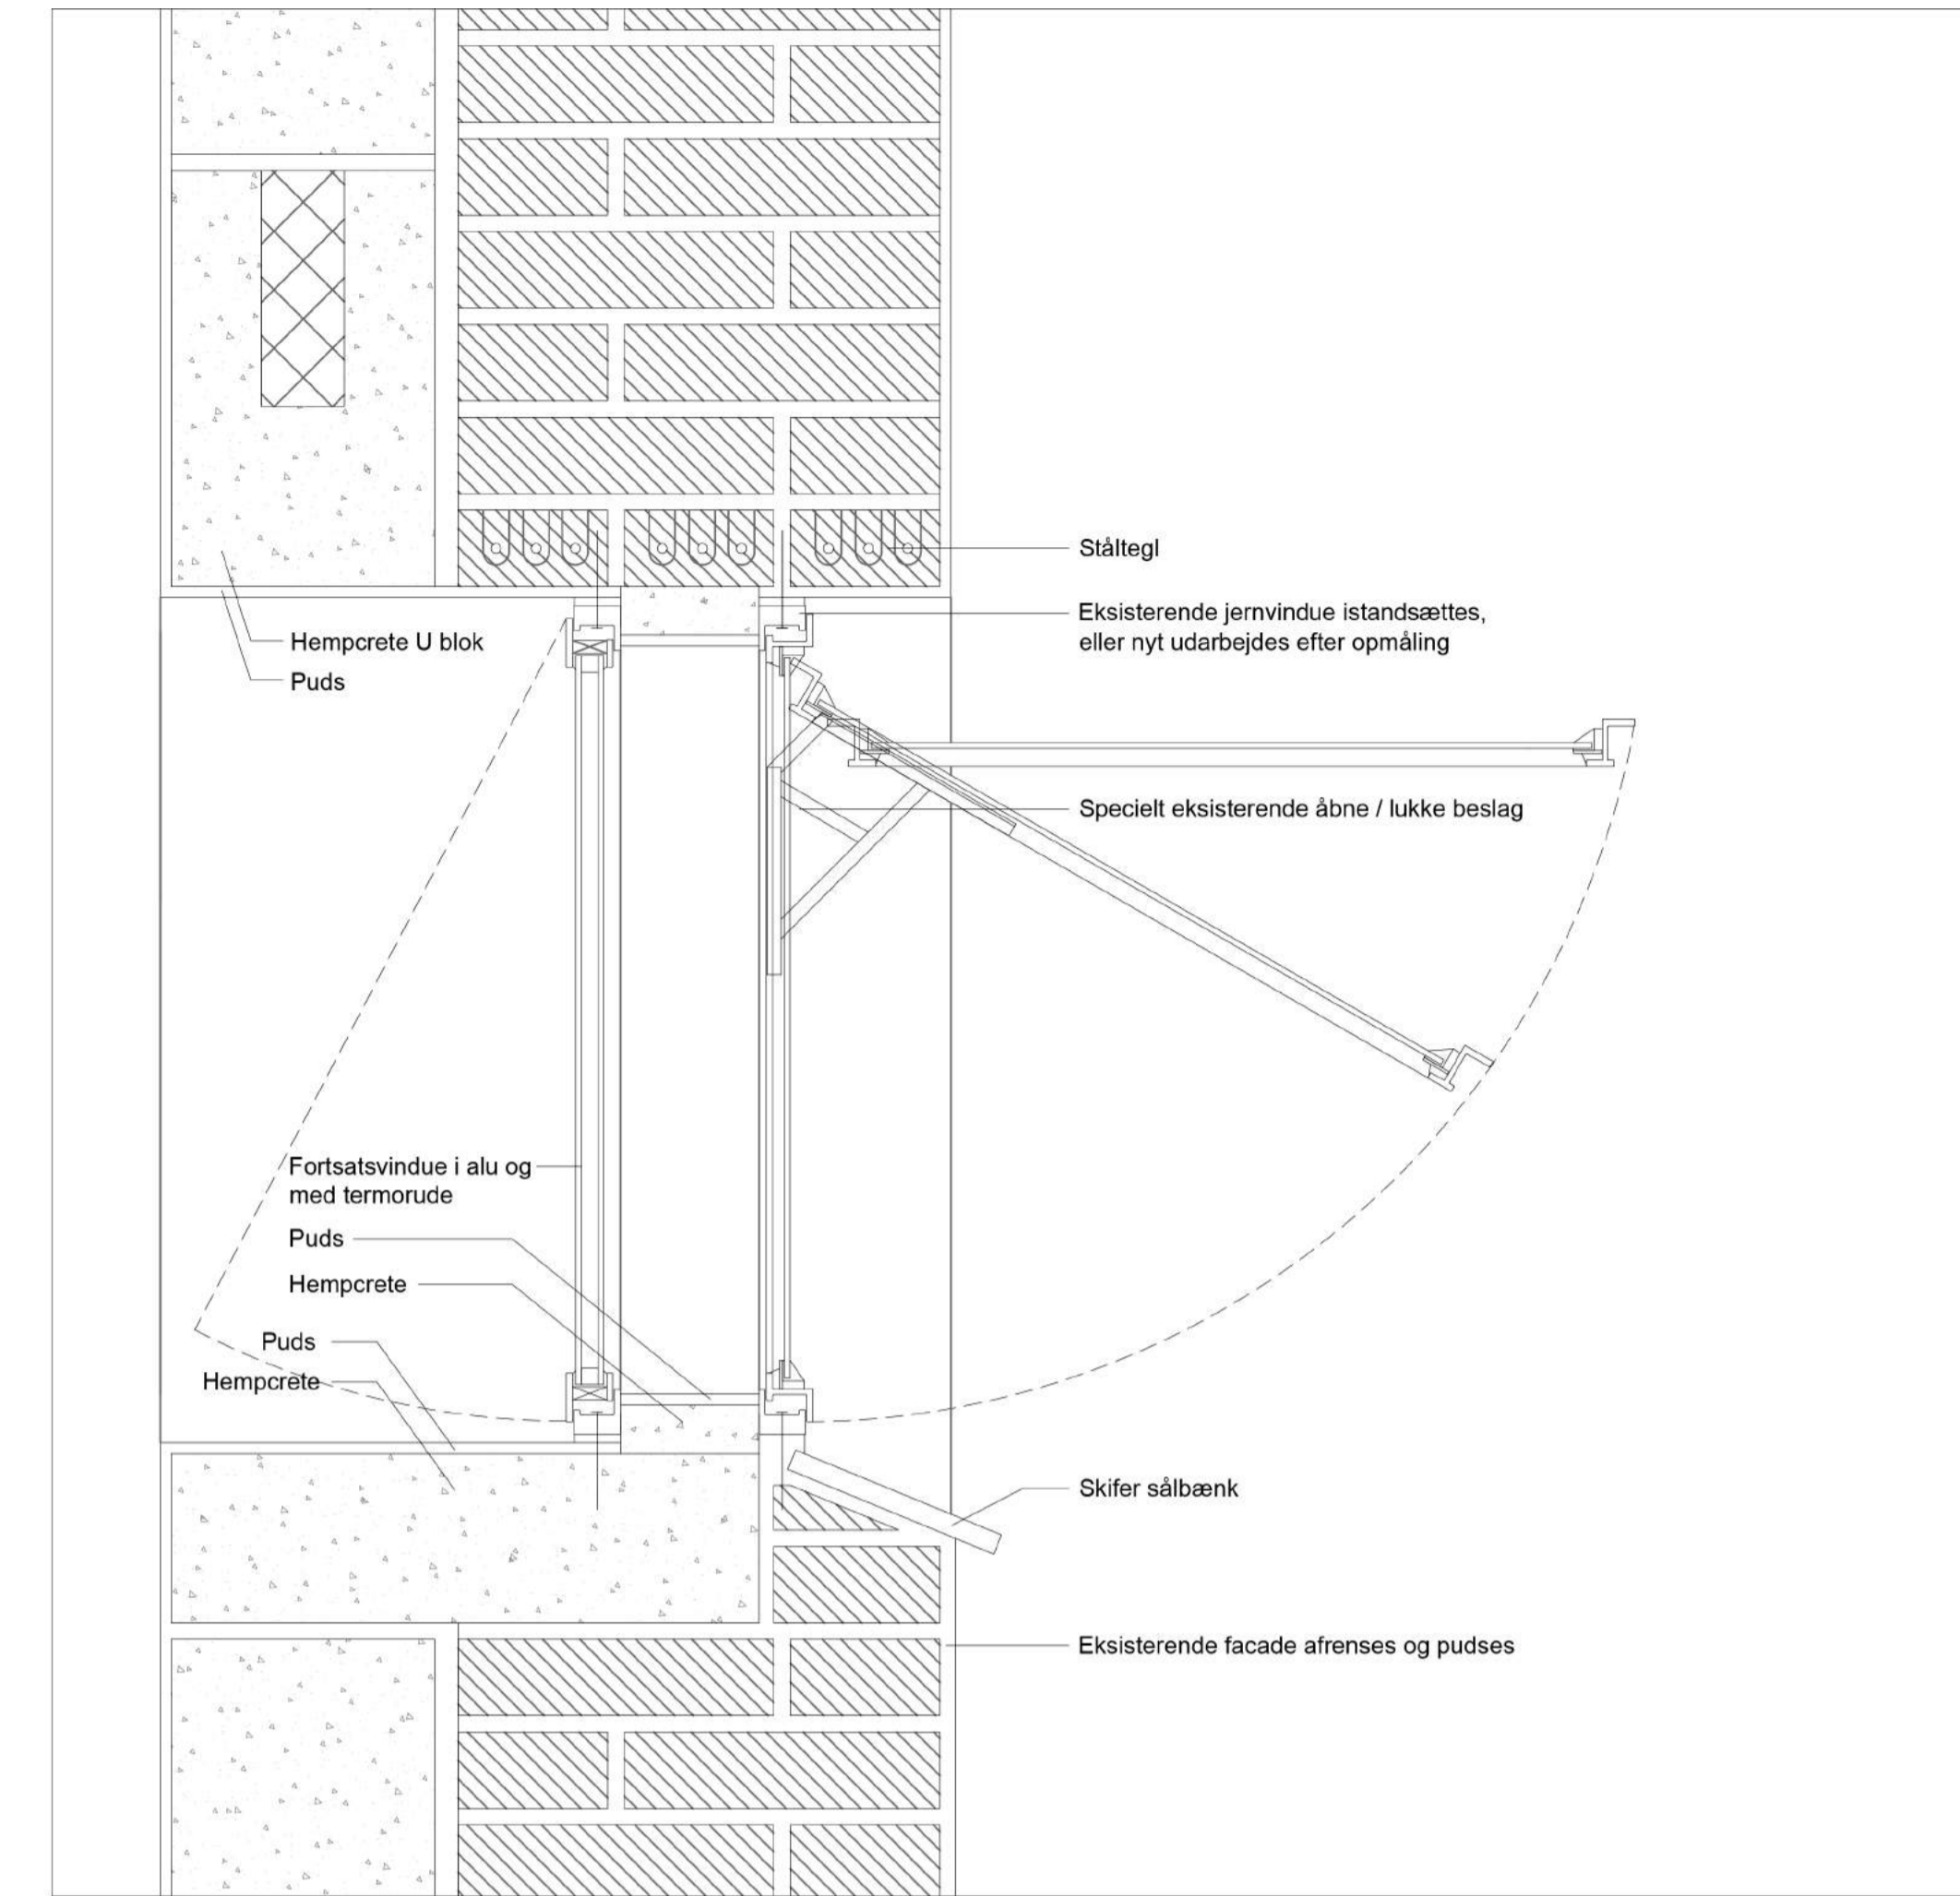 Ståltegl
Eksisterende jernvindue istandsættes,
eller nyt udarbejdes efter opmåling
Hempcrete U blok
Puds
Specielt eksisterende åbne / lukke beslag
Fortsatsvindue i alu og
med termorude
Puds
Hempcrete
Puds
Hempcrete
Skifer sålbænk
Eksisterende facade afrenses og pudses